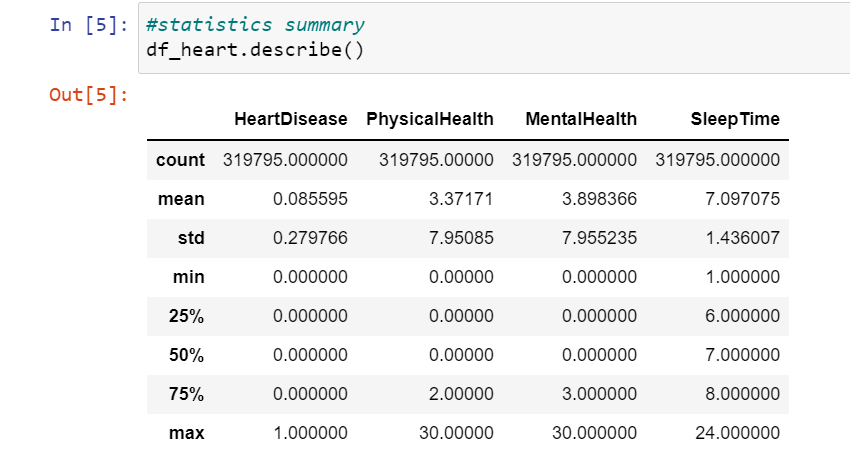 In [5]: #statistics summary
df_heart.describe()
Out[5]:
HeartDisease PhysicalHealth MentalHealth SleepTime
count 319795.000000 319795.00000 319795.000000 319795.000000
mean 0.085595 3.37171 3.898366 7.097075
std 0.279766 7.95085 7.955235 1.436007
min 0.000000 0.00000 0.000000 1.000000
25% 0.000000 0.00000 0.000000 6.000000
50% 0.000000 0.00000 0.000000 7.000000
75% 0.000000 2.00000 3.000000 8.000000
max 1.000000 30.00000 30.000000 24.000000